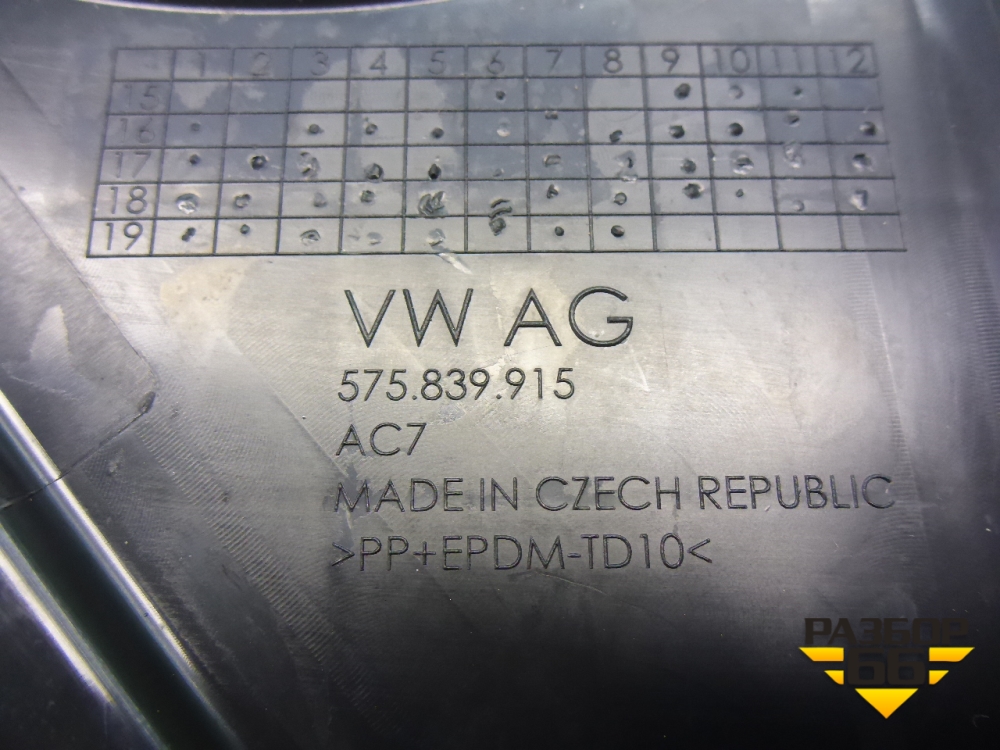 1 2 3 4 5 6 7 8 9 10 11 12
15
16
17
18
19
VW AG
575.839.915
AC7
MADE IN CZECH REPUBLIC
>PP+EPDM-TD10<
РАЗБОР
66